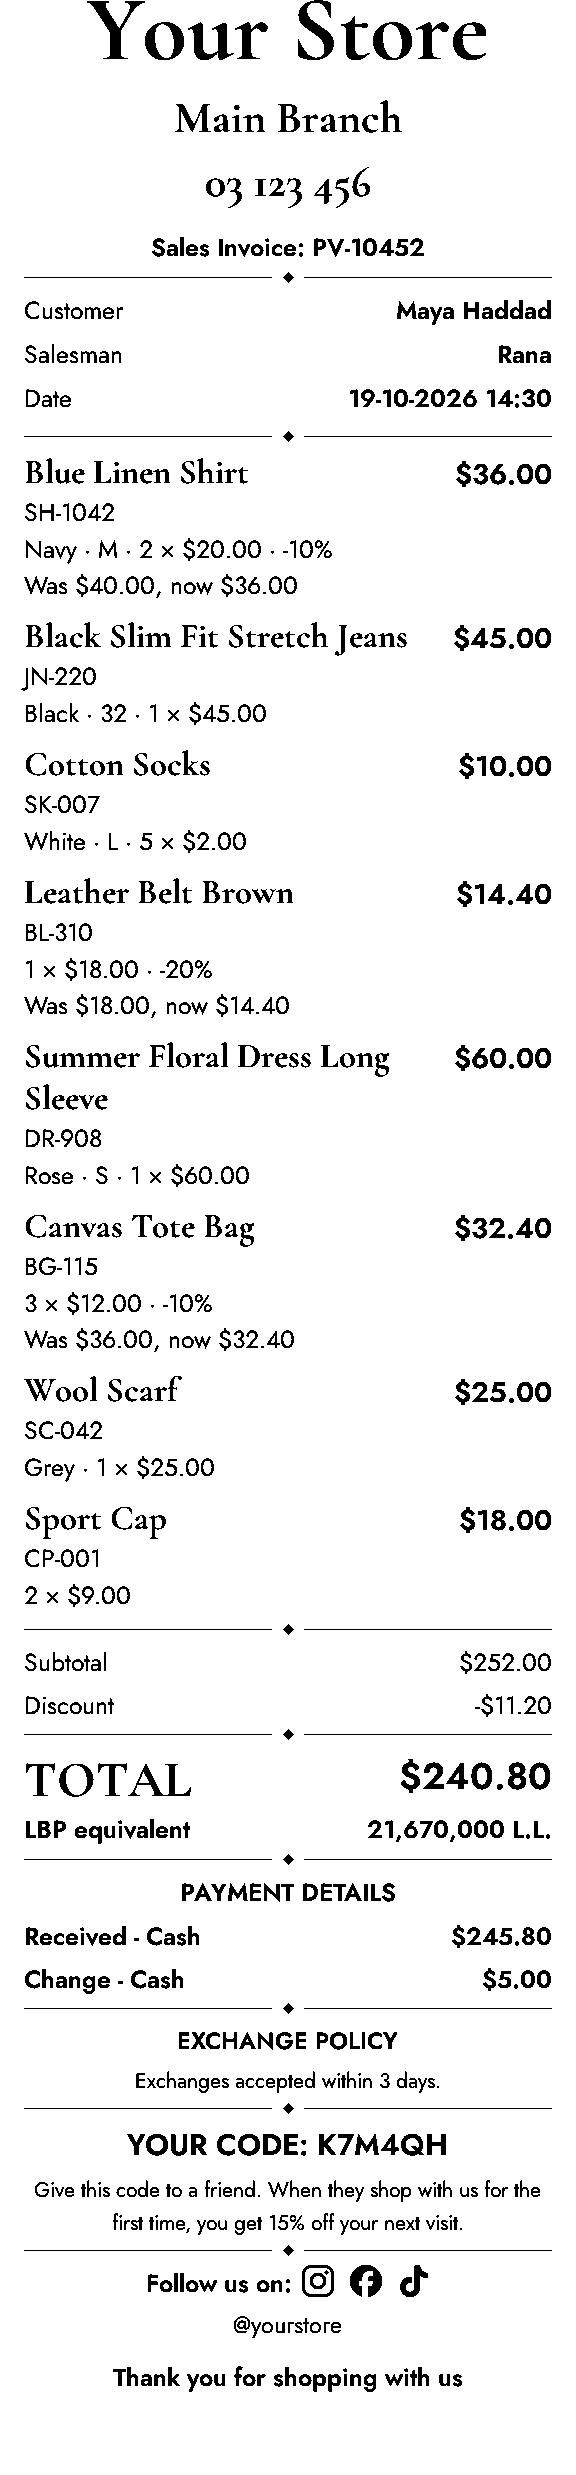 Your Store
Main Branch
03 123 456
Sales Invoice: PV-10452
Customer Maya Haddad
Salesman Rana
Date 19-10-2026 14:30
Blue Linen Shirt $36.00
SH-1042
Navy · M · 2 × $20.00 · -10%
Was $40.00, now $36.00
Black Slim Fit Stretch Jeans $45.00
JN-220
Black · 32 · 1 × $45.00
Cotton Socks $10.00
SK-007
White · L · 5 × $2.00
Leather Belt Brown $14.40
BL-310
1 × $18.00 · -20%
Was $18.00, now $14.40
Summer Floral Dress Long $60.00
Sleeve
DR-908
Rose · S · 1 × $60.00
Canvas Tote Bag $32.40
BG-115
3 × $12.00 · -10%
Was $36.00, now $32.40
Wool Scarf $25.00
SC-042
Grey · 1 × $25.00
Sport Cap $18.00
CP-001
2 × $9.00
Subtotal $252.00
Discount -$11.20
TOTAL $240.80
LBP equivalent 21,670,000 L.L.
PAYMENT DETAILS
Received - Cash $245.80
Change - Cash $5.00
EXCHANGE POLICY
Exchanges accepted within 3 days.
YOUR CODE: K7M4QH
Give this code to a friend. When they shop with us for the
first time, you get 15% off your next visit.
Follow us on:
@yourstore
Thank you for shopping with us